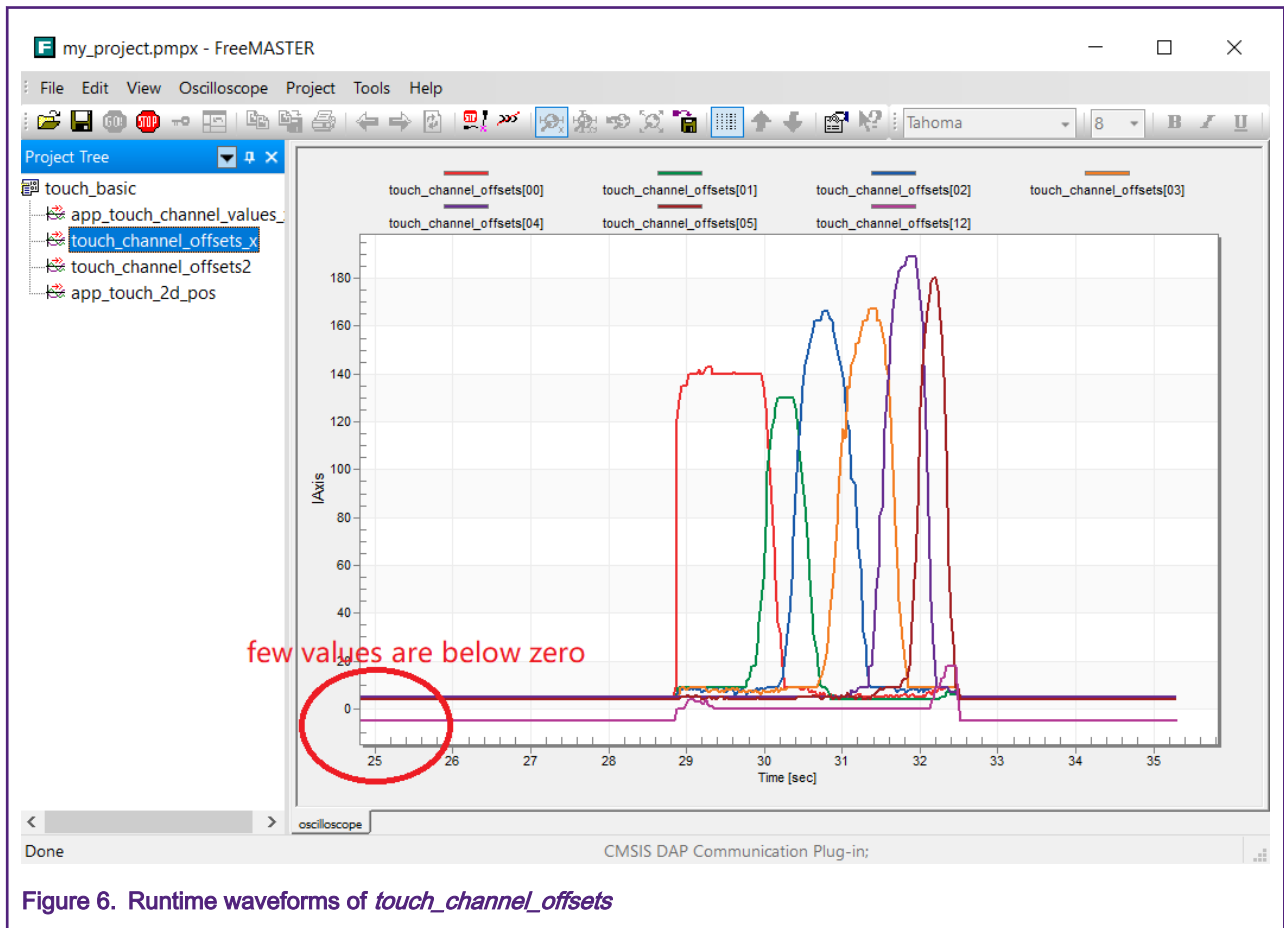 my_project.pmpx - FreeMASTER
File Edit View Oscilloscope Project Tools Help
GO! STOP Tahoma 8 B I U
Project Tree
touch_basic
app_touch_channel_values_
touch_channel_offsets_x
touch_channel_offsets2
app_touch_2d_pos
touch_channel_offsets[00] touch_channel_offsets[01] touch_channel_offsets[02] touch_channel_offsets[03]
touch_channel_offsets[04] touch_channel_offsets[05] touch_channel_offsets[12]
180
160
140
120
100
80
60
40
20
0
IAxis
few values are below zero
25 26 27 28 29 30 31 32 33 34 35
Time [sec]
oscilloscope
Done CMSIS DAP Communication Plug-in;
Figure 6. Runtime waveforms of touch_channel_offsets